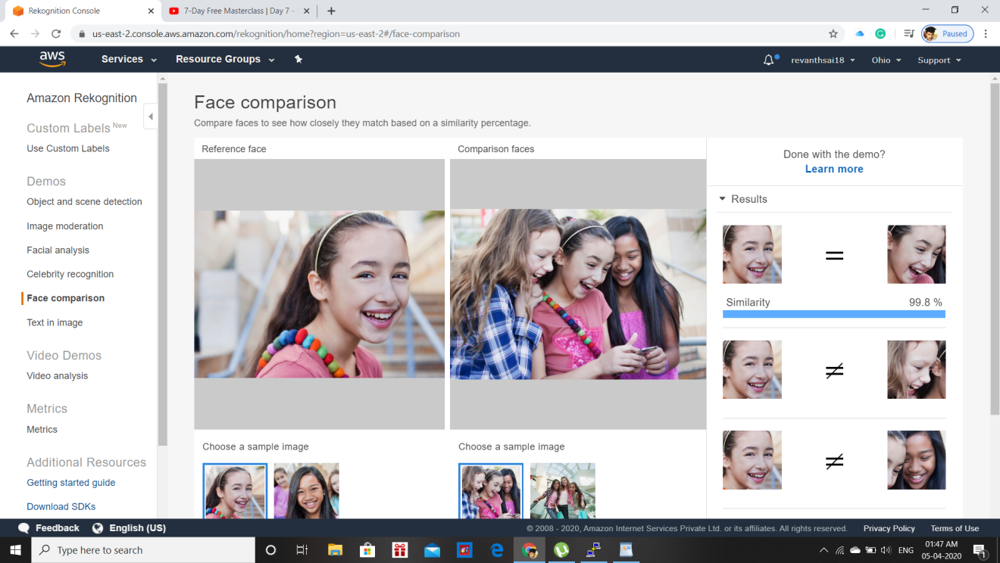 Rekognition Console
7-Day Free Masterclass | Day 7 -
us-east-2.console.aws.amazon.com/rekognition/home?region=us-east-2#/face-comparison
Paused
aws
Services
Resource Groups
revanthsai18
Ohio
Support
Amazon Rekognition
Custom Labels New
Use Custom Labels
Demos
Object and scene detection
Image moderation
Facial analysis
Celebrity recognition
Face comparison
Text in image
Video Demos
Video analysis
Metrics
Metrics
Additional Resources
Getting started guide
Download SDKs
Face comparison
Compare faces to see how closely they match based on a similarity percentage.
Reference face
Comparison faces
Choose a sample image
Choose a sample image
Done with the demo?
Learn more
Results
=
Similarity 99.8 %
≠
≠
Feedback
English (US)
© 2008 - 2020, Amazon Internet Services Private Ltd. or its affiliates. All rights reserved.
Privacy Policy
Terms of Use
Type here to search
ENG
01:47 AM
05-04-2020
1